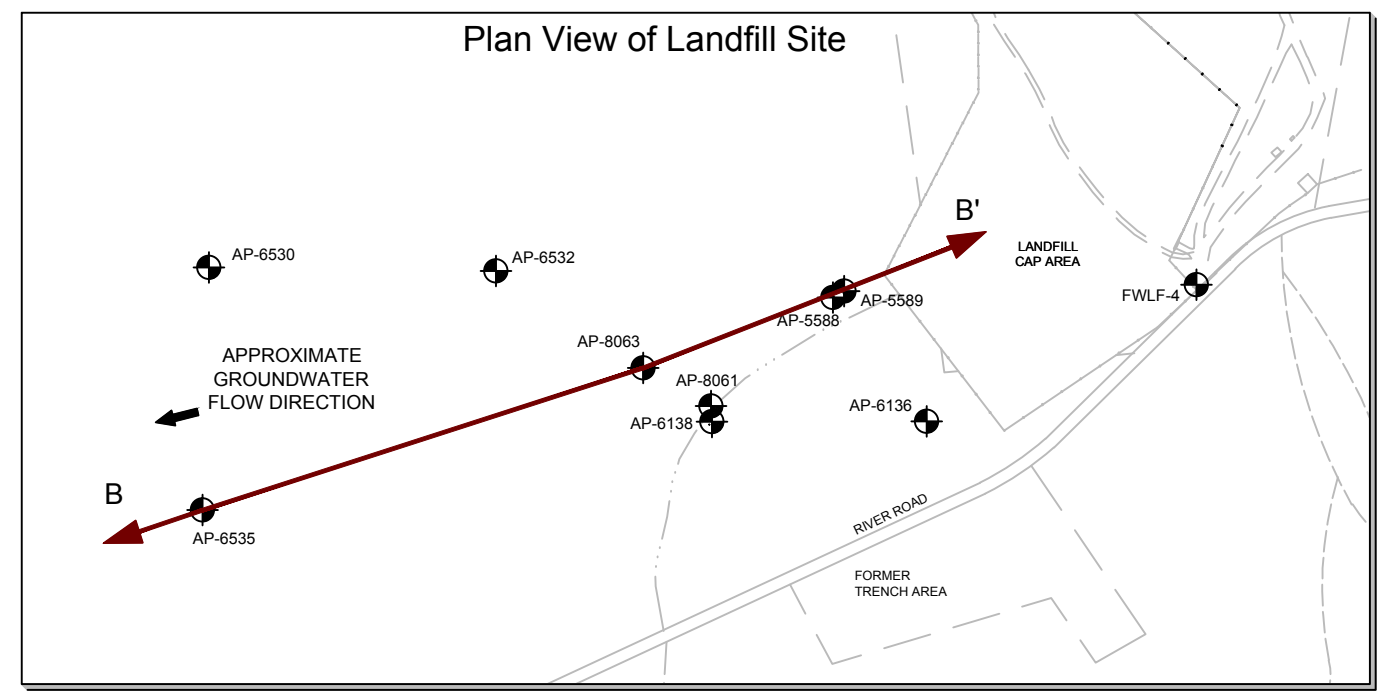 Plan View of Landfill Site
B'
LANDFILL
CAP AREA
AP-6530
AP-6532
FWLF-4
AP-5589
AP-5588
AP-8063
APPROXIMATE
GROUNDWATER
FLOW DIRECTION
AP-8061
AP-6138
AP-6136
B
AP-6535
RIVER ROAD
FORMER
TRENCH AREA